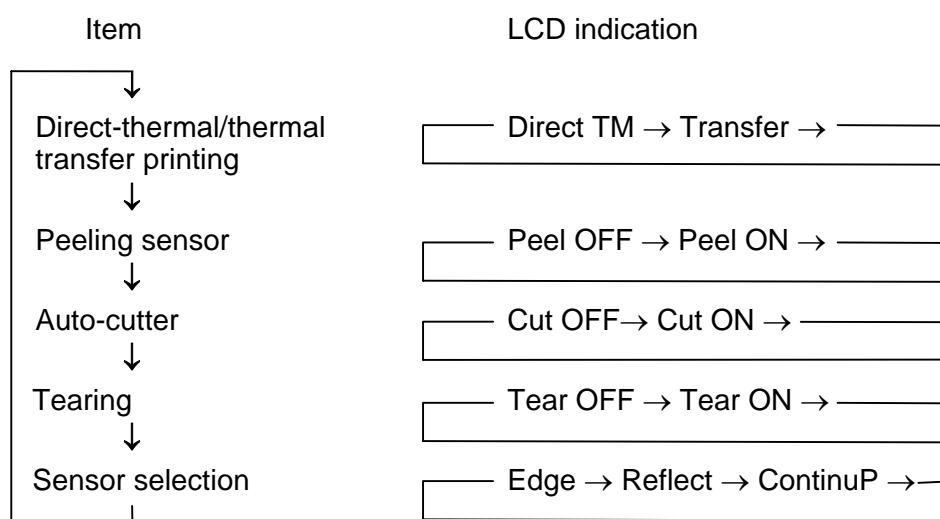 Item LCD indication
Direct-thermal/thermal
transfer printing
Direct TM → Transfer →
Peeling sensor Peel OFF → Peel ON →
Auto-cutter Cut OFF→ Cut ON →
Tearing Tear OFF → Tear ON →
Sensor selection Edge → Reflect → ContinuP →